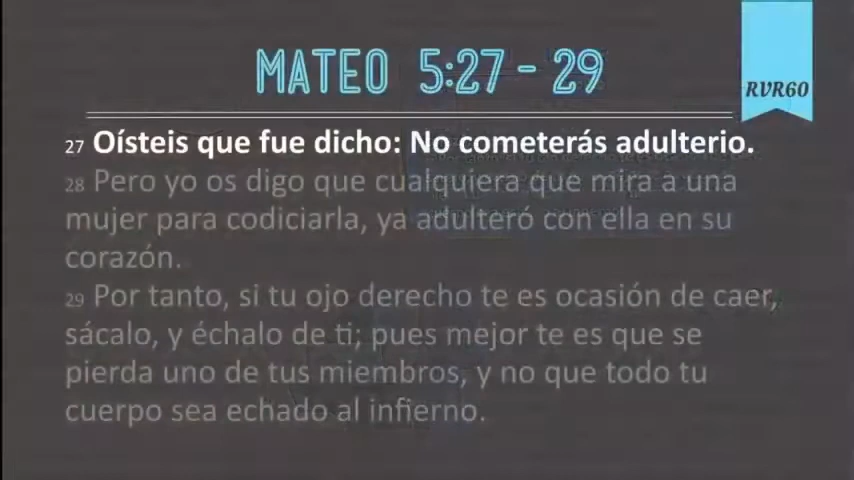 MATEO 5:27 - 29
RVR60
27 Oísteis que fue dicho: No cometerás adulterio.
28 Pero yo os digo que cualquiera que mira a una
mujer para codiciarla, ya adulteró con ella en su
corazón.
29 Por tanto, si tu ojo derecho te es ocasión de caer,
sácalo, y échalo de ti; pues mejor te es que se
pierda uno de tus miembros, y no que todo tu
cuerpo sea echado al infierno.